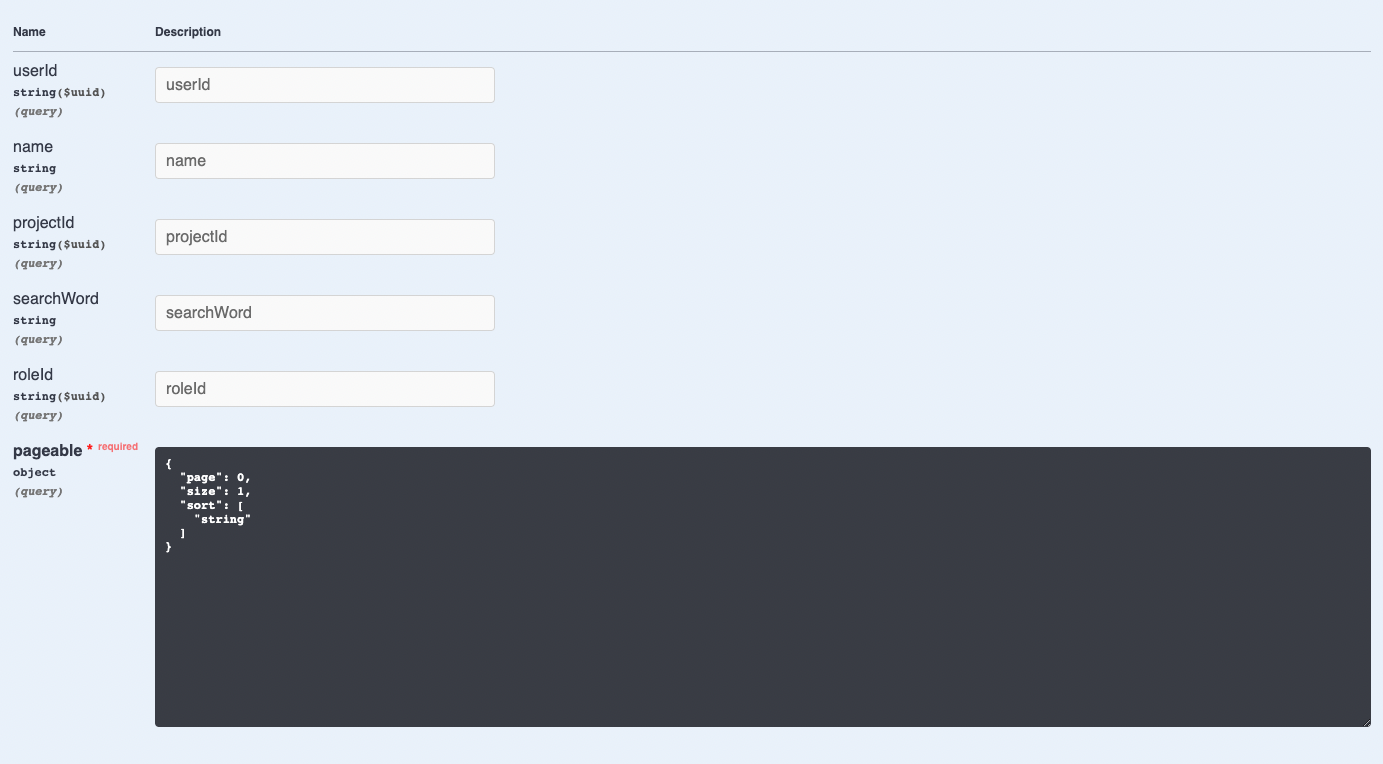 Name Description
userId
string($uuid)
(query)
userId
name
string
(query)
name
projectId
string($uuid)
(query)
projectId
searchWord
string
(query)
searchWord
roleId
string($uuid)
(query)
roleId
pageable * required
object
(query)
{
  "page": 0,
  "size": 1,
  "sort": [
    "string"
  ]
}